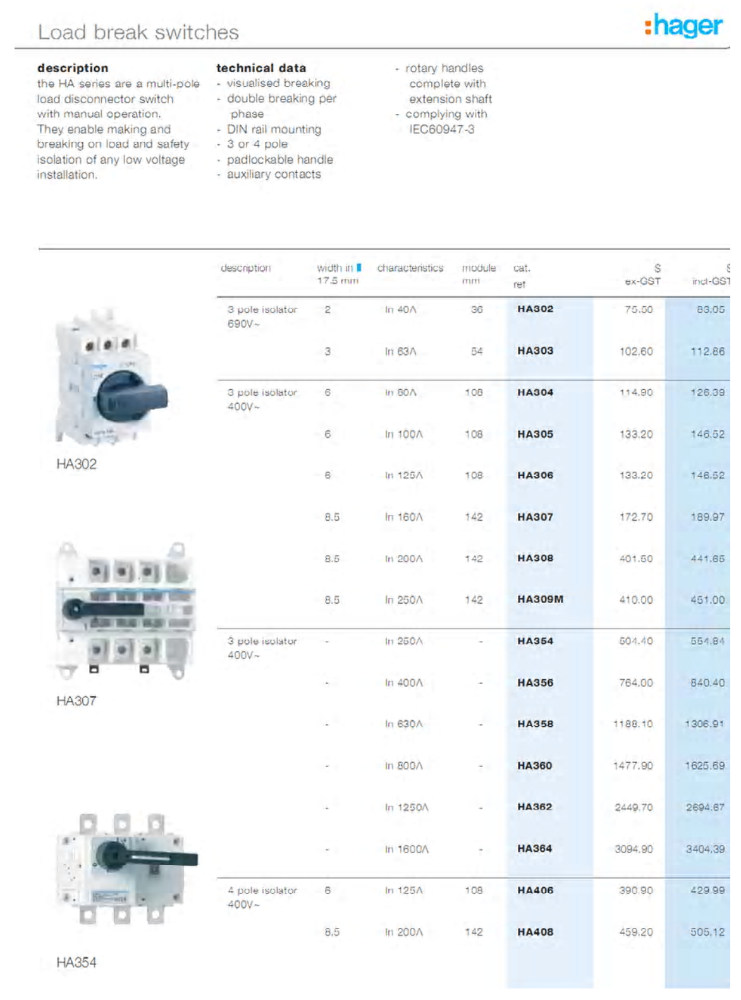 Load break switches
:hager
description
the HA series are a multi-pole
load disconnector switch
with manual operation.
They enable making and
breaking on load and safety
isolation of any low voltage
installation.
technical data
- visualised breaking
- double breaking per
phase
- DIN rail mounting
- 3 or 4 pole
- padlockable handle
- auxiliary contacts
- rotary handles
complete with
extension shaft
- complying with
IEC60947-3
description width in characteristics module cat. $ $
17.5 mm mm ref ex-GST incl-GST
3 pole isolator 2 In 40A 36 HA302 75.50 83.05
690V~
3 In 63A 54 HA303 102.60 112.86
3 pole isolator 6 In 80A 108 HA304 114.90 126.39
400V~
6 In 100A 108 HA305 133.20 146.52
6 In 125A 108 HA306 133.20 146.52
8.5 In 160A 142 HA307 172.70 189.97
8.5 In 200A 142 HA308 401.50 441.65
8.5 In 250A 142 HA309M 410.00 451.00
3 pole isolator - In 250A - HA354 504.40 554.84
400V~
- In 400A - HA356 764.00 840.40
- In 630A - HA358 1188.10 1306.91
- In 800A - HA360 1477.90 1625.69
- In 1250A - HA362 2449.70 2694.67
- In 1600A - HA364 3094.90 3404.39
4 pole isolator 6 In 125A 108 HA406 390.90 429.99
400V~
8.5 In 200A 142 HA408 459.20 505.12
HA302
HA307
HA354